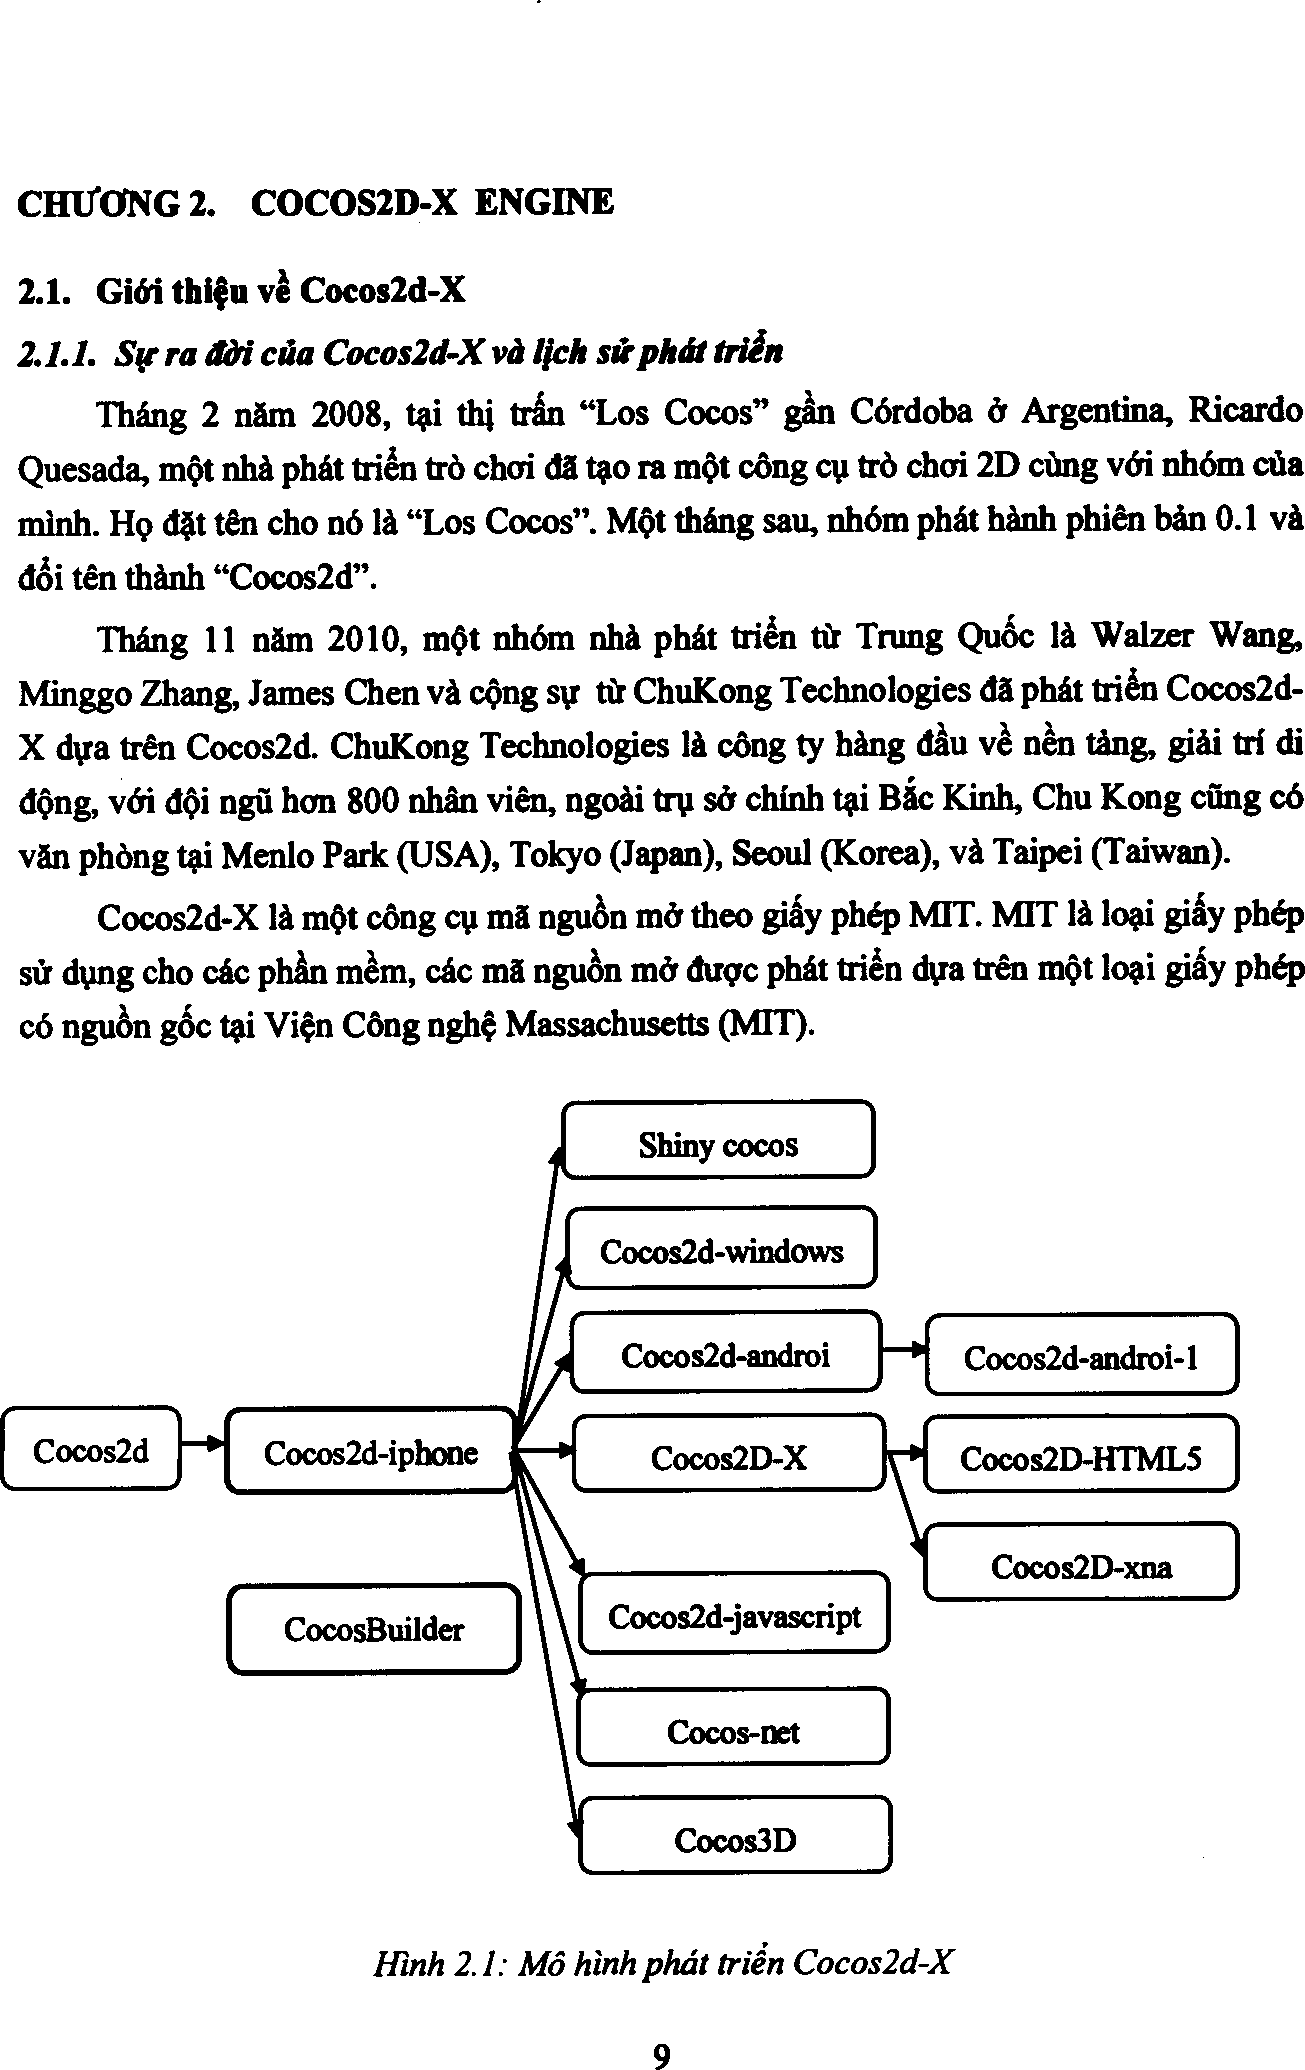 CHƯƠNG 2. COCOS2D-X ENGINE
2.1. Giới thiệu về Cocos2d-X
2.1.1. Sự ra đời của Cocos2d-X và lịch sử phát triển
Tháng 2 năm 2008, tại thị trấn “Los Cocos” gần Córdoba ở Argentina, Ricardo
Quesada, một nhà phát triển trò chơi đã tạo ra một công cụ trò chơi 2D cùng với nhóm của
mình. Họ đặt tên cho nó là “Los Cocos”. Một tháng sau, nhóm phát hành phiên bản 0.1 và
đổi tên thành “Cocos2d”.
Tháng 11 năm 2010, một nhóm nhà phát triển từ Trung Quốc là Walzer Wang,
Minggo Zhang, James Chen và cộng sự từ ChuKong Technologies đã phát triển Cocos2d-
X dựa trên Cocos2d. ChuKong Technologies là công ty hàng đầu về nền tảng, giải trí di
động, với đội ngũ hơn 800 nhân viên, ngoài trụ sở chính tại Bắc Kinh, Chu Kong cũng có
văn phòng tại Menlo Park (USA), Tokyo (Japan), Seoul (Korea), và Taipei (Taiwan).
Cocos2d-X là một công cụ mã nguồn mở theo giấy phép MIT. MIT là loại giấy phép
sử dụng cho các phần mềm, các mã nguồn mở được phát triển dựa trên một loại giấy phép
có nguồn gốc tại Viện Công nghệ Massachusetts (MIT).
Shiny cocos
Cocos2d-windows
Cocos2d-androi
Cocos2d-androi-1
Cocos2d
Cocos2d-iphone
Cocos2D-X
Cocos2D-HTML5
Cocos2D-xna
CocosBuilder
Cocos2d-javascript
Cocos-net
Cocos3D
Hình 2.1: Mô hình phát triển Cocos2d-X
9